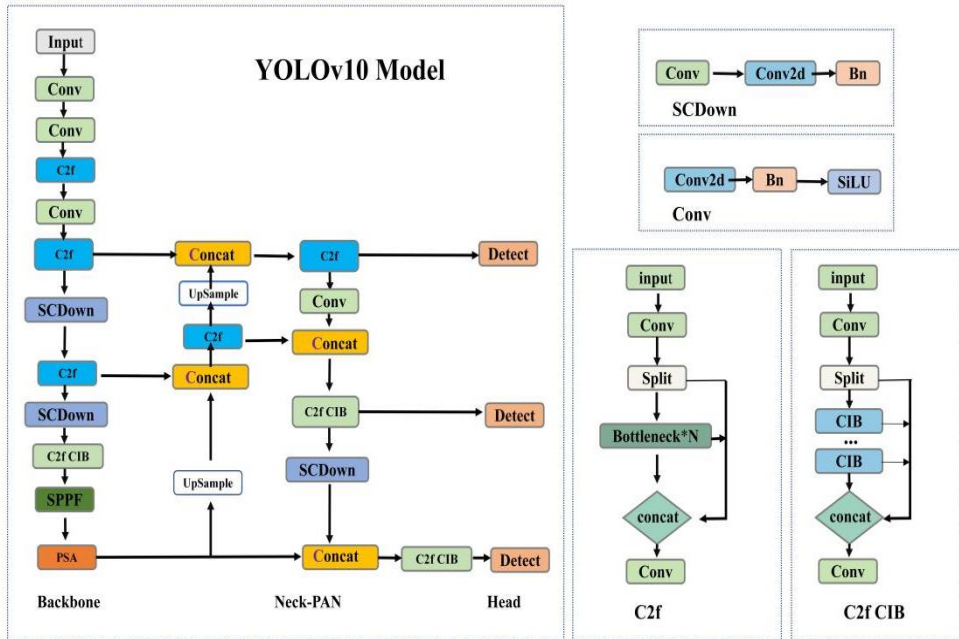 YOLOv10 Model
Input
Conv
Conv
C2f
Conv
C2f
SCDown
C2f
SCDown
C2f CIB
SPPF
PSA
Backbone
Concat
UpSample
C2f
Concat
UpSample
C2f
Conv
Concat
C2f CIB
SCDown
Concat
C2f CIB
Neck-PAN
Detect
Detect
Detect
Head
Conv
Conv2d
Bn
SCDown
Conv2d
Bn
SiLU
Conv
input
Conv
Split
Bottleneck*N
concat
Conv
C2f
input
Conv
Split
CIB
...
CIB
concat
Conv
C2f CIB